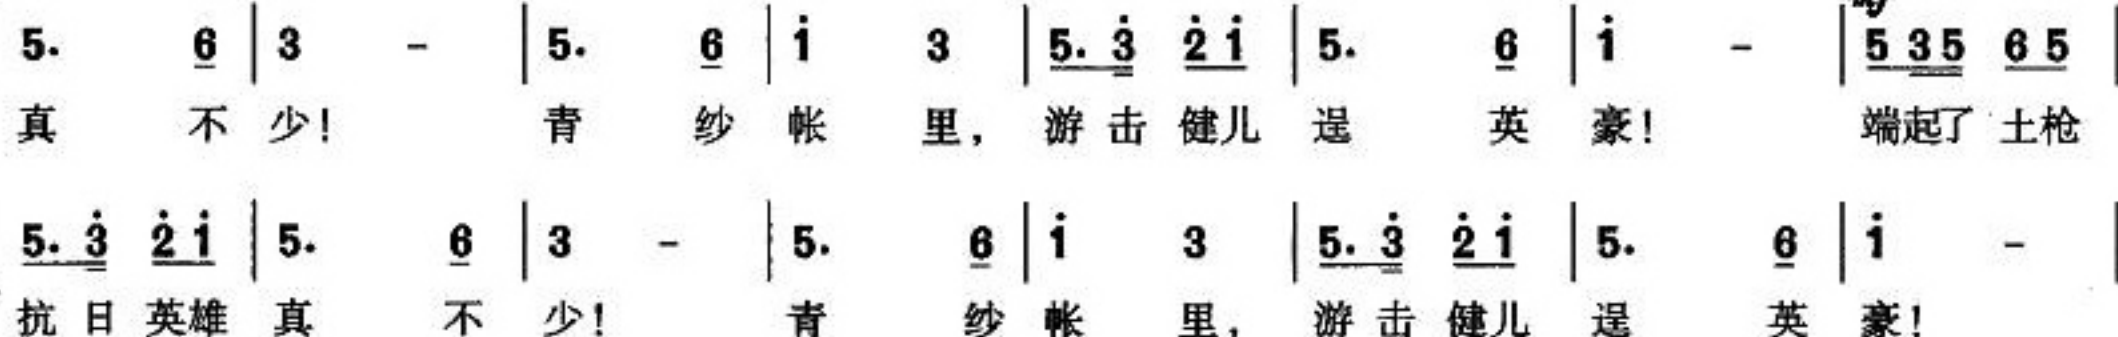 5. 6 | 3 - | 5. 6 | i 3 | 5. 3 2 i | 5. 6 | i - | 5 3 5 6 5 |
真 不 少! 青 纱 帐 里, 游 击 健儿 逞 英 豪! 端起了 土枪
5. 3 2 i | 5. 6 | 3 - | 5. 6 | i 3 | 5. 3 2 i | 5. 6 | i - |
抗 日 英雄 真 不 少! 青 纱 帐 里, 游 击 健儿 逞 英 豪!